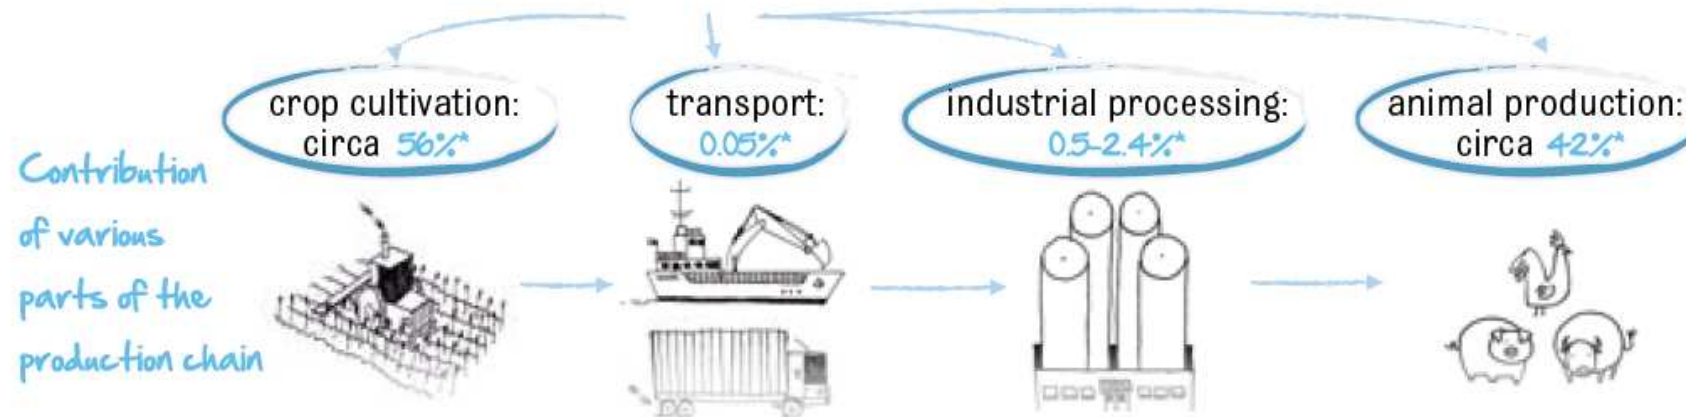 crop cultivation:
circa 56%*
transport:
0.05%*
industrial processing:
0.5-2.4%*
animal production:
circa 42%*
Contribution
of various
parts of the
production chain